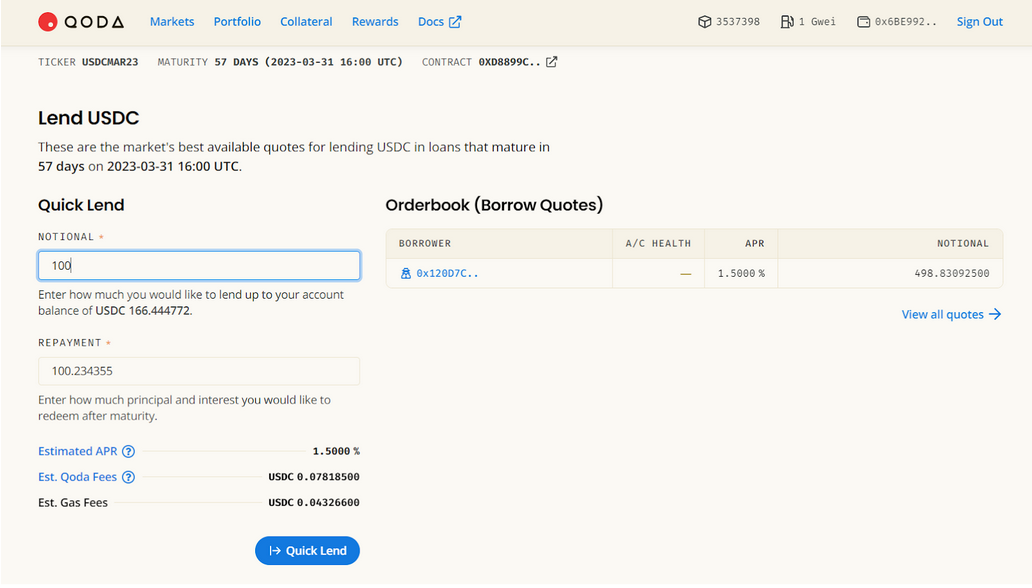 QODA Markets Portfolio Collateral Rewards Docs 3537398 1 Gwei 0x6BE992.. Sign Out
TICKER USDCMAR23 MATURITY 57 DAYS (2023-03-31 16:00 UTC) CONTRACT 0XD8899C..
Lend USDC
These are the market's best available quotes for lending USDC in loans that mature in
57 days on 2023-03-31 16:00 UTC.
Quick Lend
NOTIONAL *
100
Enter how much you would like to lend up to your account
balance of USDC 166.444772.
REPAYMENT *
100.234355
Enter how much principal and interest you would like to
redeem after maturity.
Estimated APR ? 1.5000 %
Est. Qoda Fees ? USDC 0.07818500
Est. Gas Fees USDC 0.04326600
Quick Lend
Orderbook (Borrow Quotes)
BORROWER A/C HEALTH APR NOTIONAL
0x120D7C.. — 1.5000 % 498.83092500
View all quotes